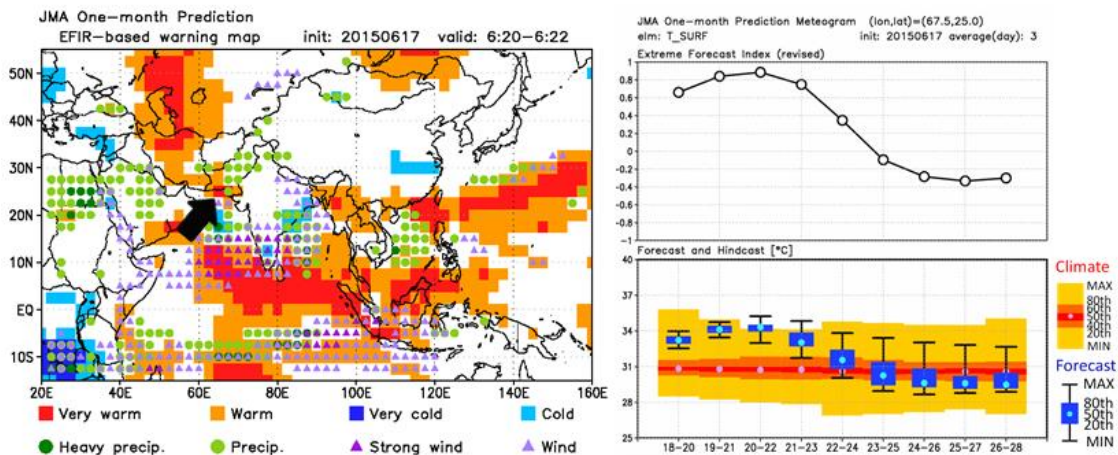 JMA One-month Prediction
EFIR-based warning map init: 20150617 valid: 6:20-6:22
50N
40N
30N
20N
10N
EQ
10S
20E 40E 60E 80E 100E 120E 140E 160E
Very warm Warm Very cold Cold
Heavy precip. Precip. Strong wind Wind
JMA One-month Prediction Meteogram (lon,lat)=(67.5,25.0)
elm: T_SURF init: 20150617 average(day): 3
Extreme Forecast Index (revised)
1
0.8
0.6
0.4
0.2
0
-0.2
-0.4
-0.6
-0.8
-1
Forecast and Hindcast [°C]
40
37
34
31
28
25
18-20 19-21 20-22 21-23 22-24 23-25 24-26 25-27 26-28
Climate
MAX
80th
60th
50th
40th
20th
MIN
Forecast
MAX
80th
50th
20th
MIN